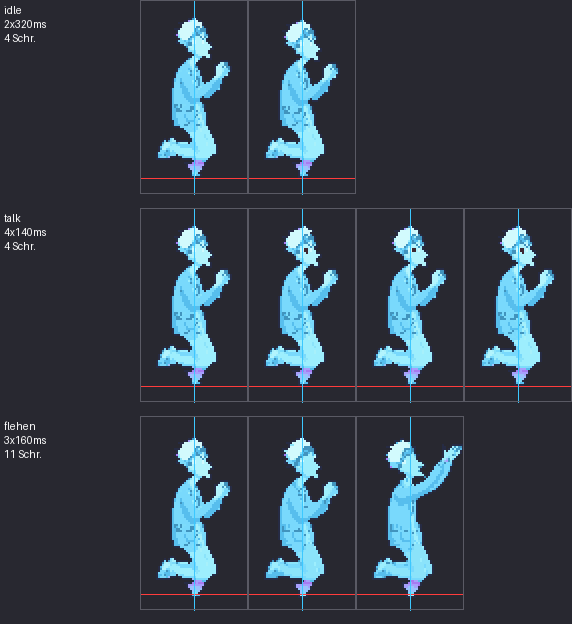 idle
2x320ms
4 Schr.
talk
4x140ms
4 Schr.
flehen
3x160ms
11 Schr.